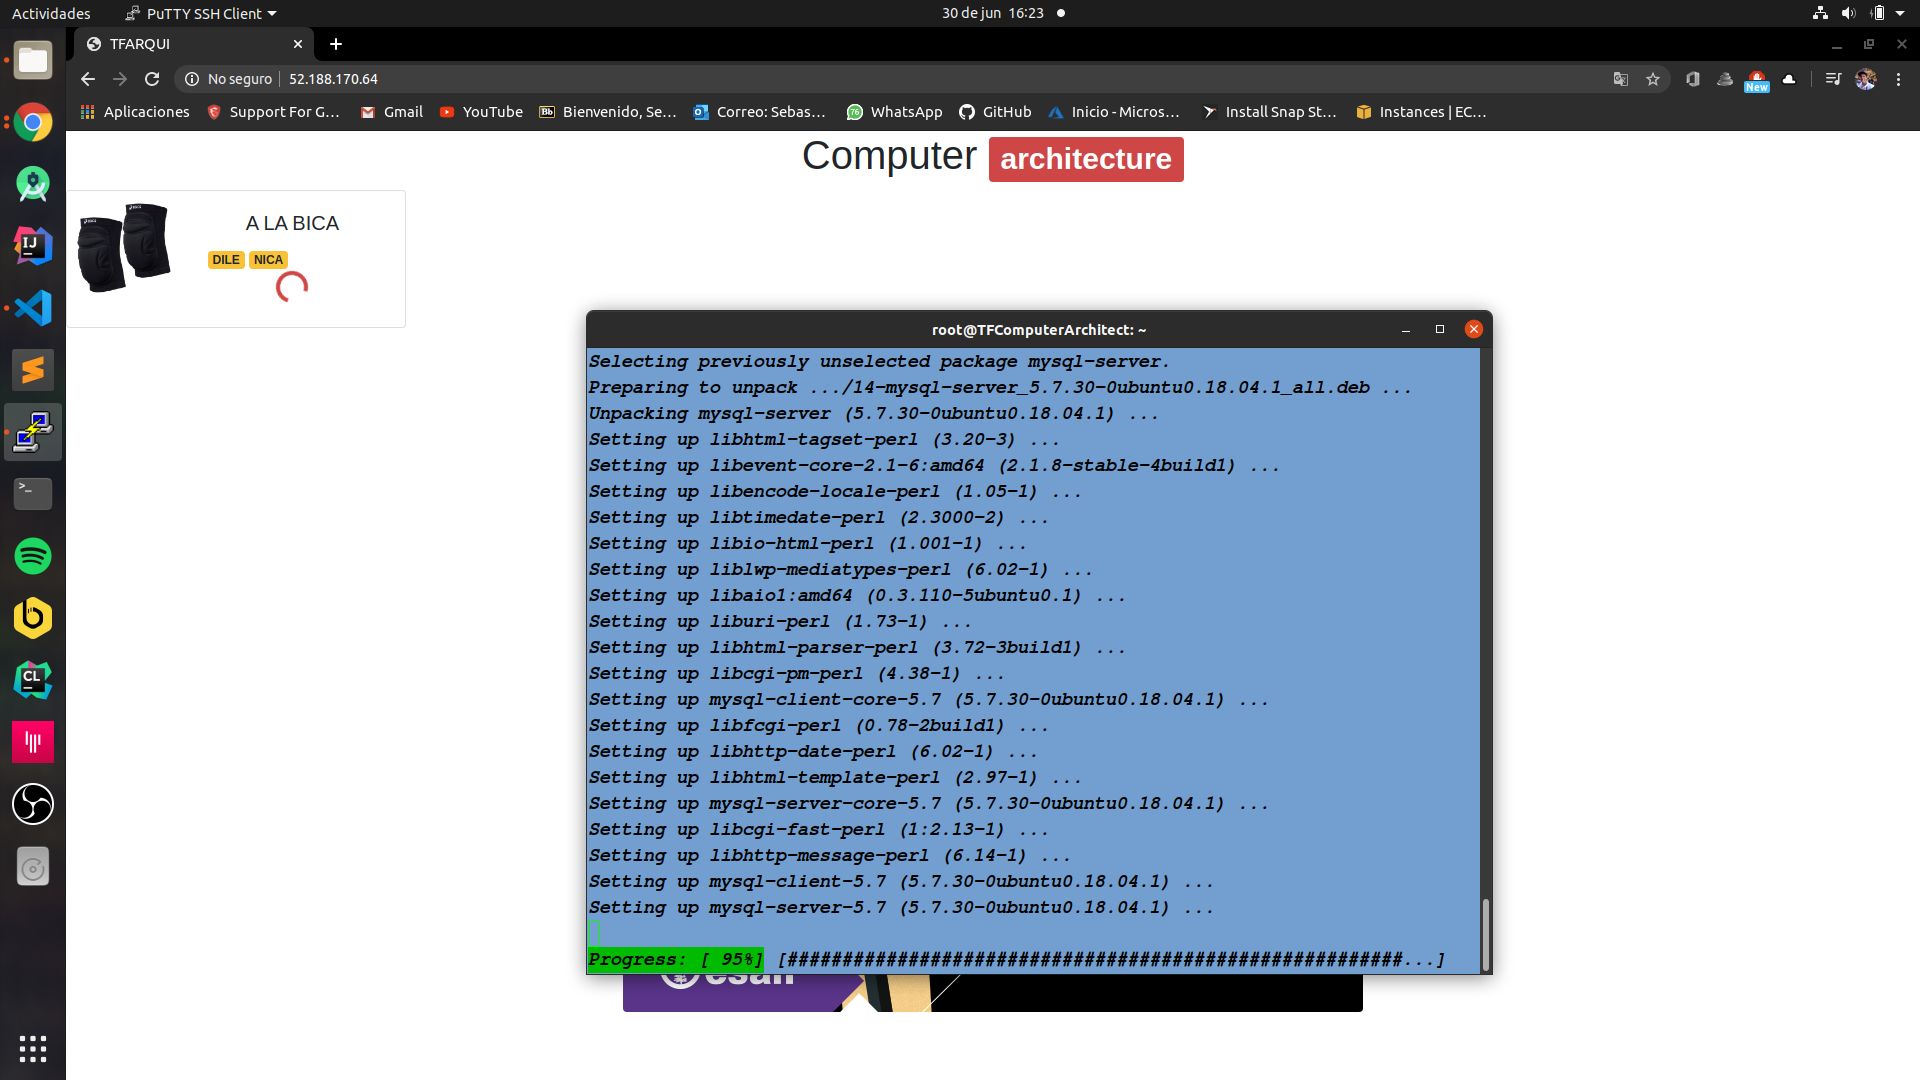 Actividades
PuTTY SSH Client
30 de jun 16:23
TFARQUI
No seguro
52.188.170.64
New
Aplicaciones
Support For G…
Gmail
YouTube
Bb
Bienvenido, Se…
Correo: Sebas…
76
WhatsApp
GitHub
Inicio - Micros…
Install Snap St…
Instances | EC…
Computer architecture
A LA BICA
DILE NICA
root@TFComputerArchitect: ~
Selecting previously unselected package mysql-server.
Preparing to unpack .../14-mysql-server_5.7.30-0ubuntu0.18.04.1_all.deb ...
Unpacking mysql-server (5.7.30-0ubuntu0.18.04.1) ...
Setting up libhtml-tagset-perl (3.20-3) ...
Setting up libevent-core-2.1-6:amd64 (2.1.8-stable-4build1) ...
Setting up libencode-locale-perl (1.05-1) ...
Setting up libtimedate-perl (2.3000-2) ...
Setting up libio-html-perl (1.001-1) ...
Setting up liblwp-mediatypes-perl (6.02-1) ...
Setting up libaio1:amd64 (0.3.110-5ubuntu0.1) ...
Setting up liburi-perl (1.73-1) ...
Setting up libhtml-parser-perl (3.72-3build1) ...
Setting up libcgi-pm-perl (4.38-1) ...
Setting up mysql-client-core-5.7 (5.7.30-0ubuntu0.18.04.1) ...
Setting up libfcgi-perl (0.78-2build1) ...
Setting up libhttp-date-perl (6.02-1) ...
Setting up libhtml-template-perl (2.97-1) ...
Setting up mysql-server-core-5.7 (5.7.30-0ubuntu0.18.04.1) ...
Setting up libcgi-fast-perl (1:2.13-1) ...
Setting up libhttp-message-perl (6.14-1) ...
Setting up mysql-client-5.7 (5.7.30-0ubuntu0.18.04.1) ...
Setting up mysql-server-5.7 (5.7.30-0ubuntu0.18.04.1) ...
Progress: [ 95%] [########################################################...]
IJ
CL